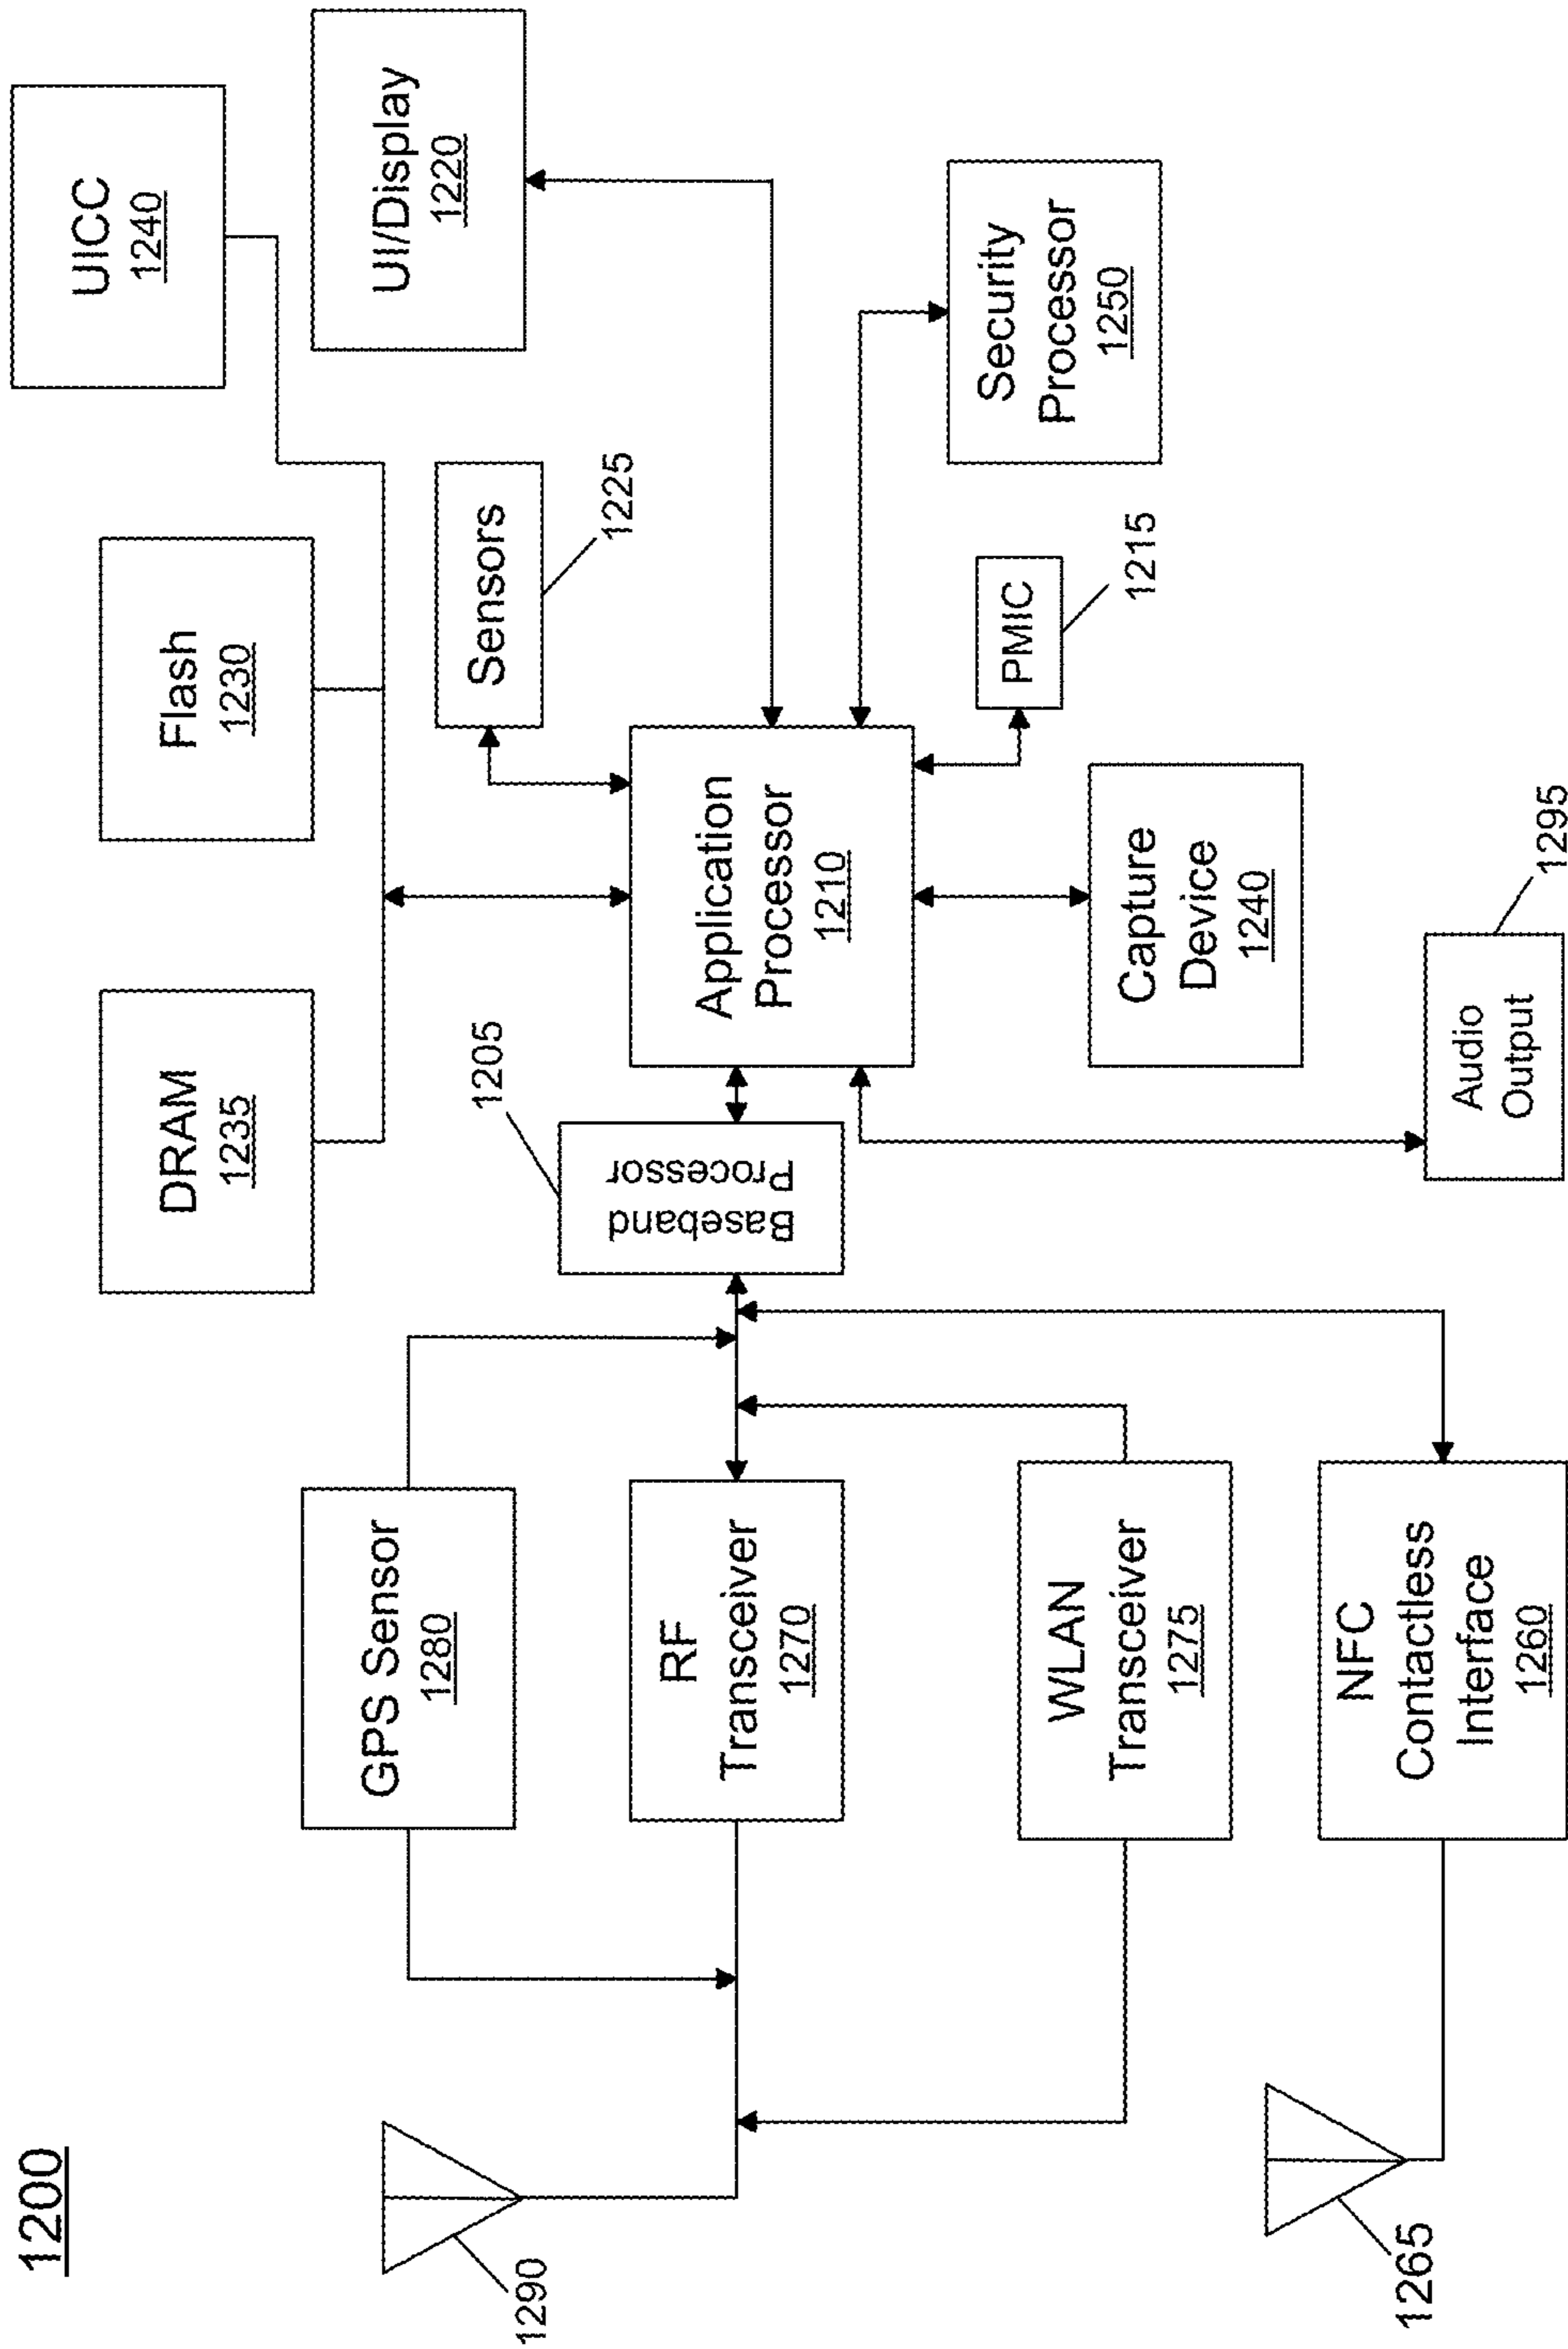 1200
UICC
1240
DRAM
1235
Flash
1230
UI/Display
1220
GPS Sensor
1280
Sensors
1225
1290
1205
Baseband
Processor
RF
Transceiver
1270
Application
Processor
1210
Security
Processor
1250
WLAN
Transceiver
1275
PMIC
1215
Capture
Device
1240
1265
NFC
Contactless
Interface
1260
Audio
Output
1295